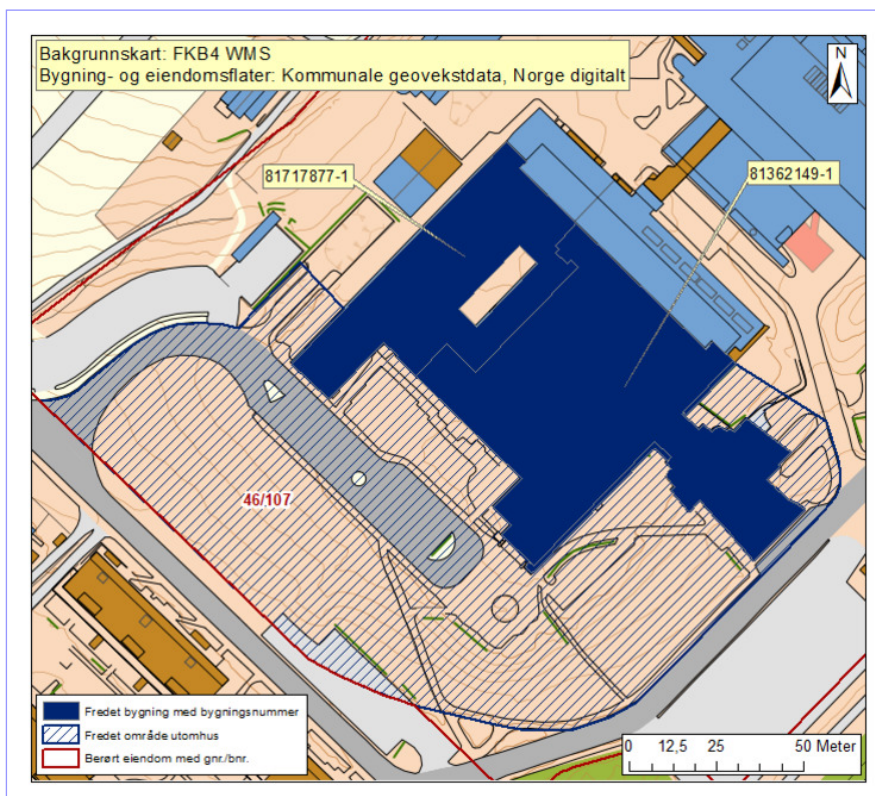 Bakgrunnskart: FKB4 WMS
Bygning- og eiendomsflater: Kommunale geovekstdata, Norge digitalt
N
81717877-1
81362149-1
46/107
Fredet bygning med bygningsnummer
Fredet område utomhus
Berørt eiendom med gnr./bnr.
0 12,5 25 50 Meter